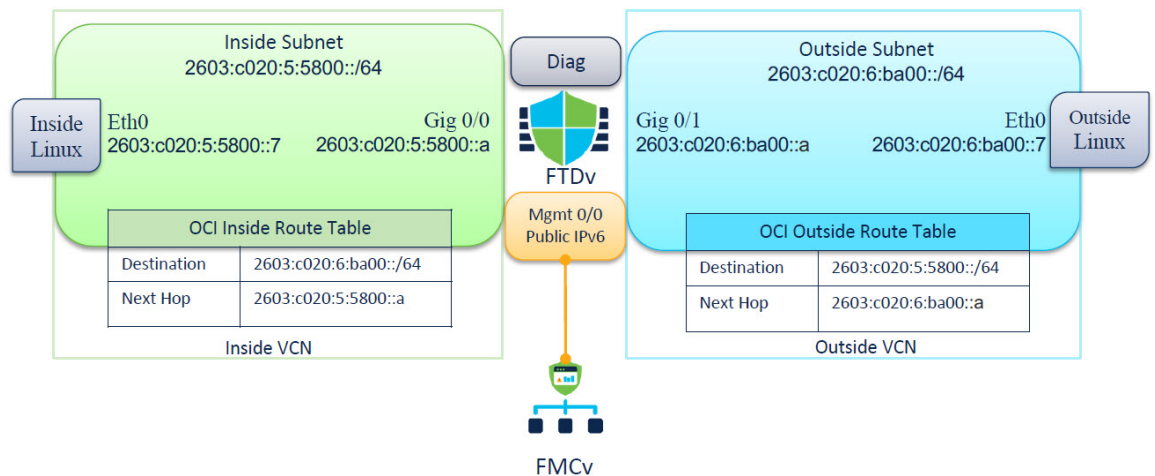 Inside Subnet
2603:c020:5:5800::/64
Inside
Linux
Eth0
2603:c020:5:5800::7
Gig 0/0
2603:c020:5:5800::a
OCI Inside Route Table
Destination 2603:c020:6:ba00::/64
Next Hop 2603:c020:5:5800::a
Inside VCN
Diag
FTDv
Mgmt 0/0
Public IPv6
FMCv
Outside Subnet
2603:c020:6:ba00::/64
Gig 0/1
2603:c020:6:ba00::a
Eth0
2603:c020:6:ba00::7
Outside
Linux
OCI Outside Route Table
Destination 2603:c020:5:5800::/64
Next Hop 2603:c020:6:ba00::a
Outside VCN